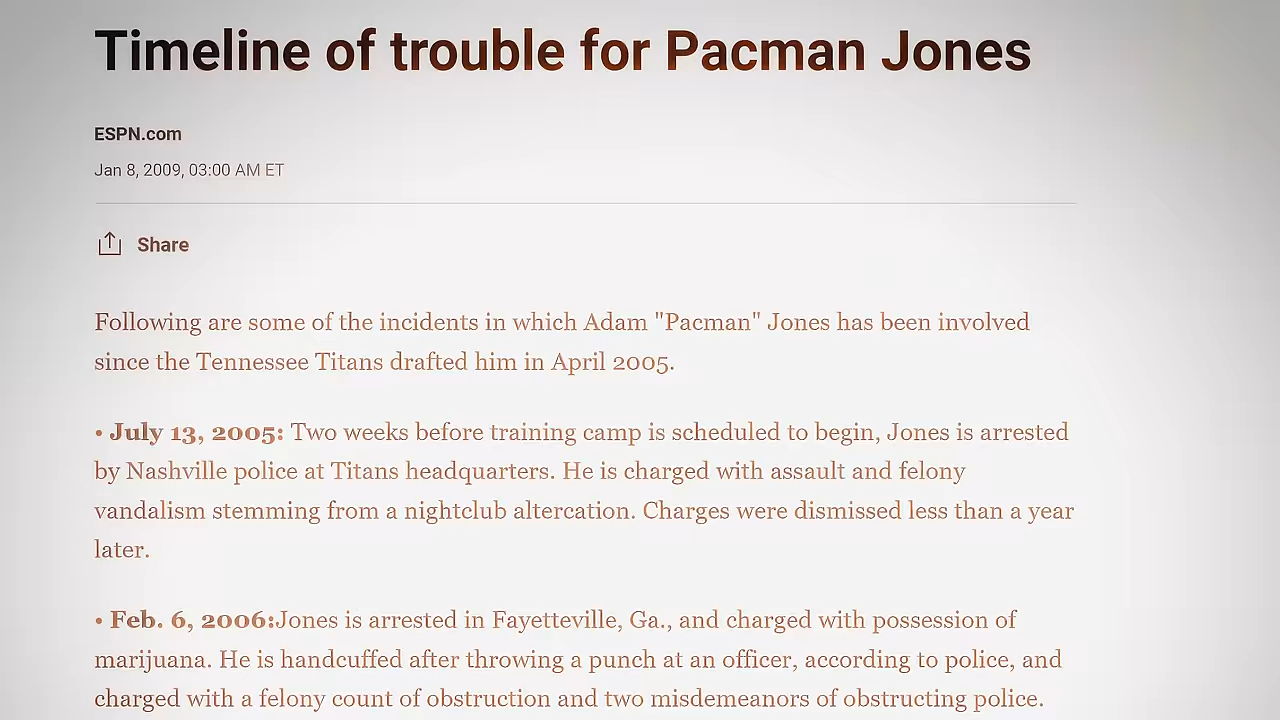 Timeline of trouble for Pacman Jones
ESPN.com
Jan 8, 2009, 03:00 AM ET
Share
Following are some of the incidents in which Adam "Pacman" Jones has been involved
since the Tennessee Titans drafted him in April 2005.
• July 13, 2005: Two weeks before training camp is scheduled to begin, Jones is arrested
by Nashville police at Titans headquarters. He is charged with assault and felony
vandalism stemming from a nightclub altercation. Charges were dismissed less than a year
later.
• Feb. 6, 2006:Jones is arrested in Fayetteville, Ga., and charged with possession of
marijuana. He is handcuffed after throwing a punch at an officer, according to police, and
charged with a felony count of obstruction and two misdemeanors of obstructing police.